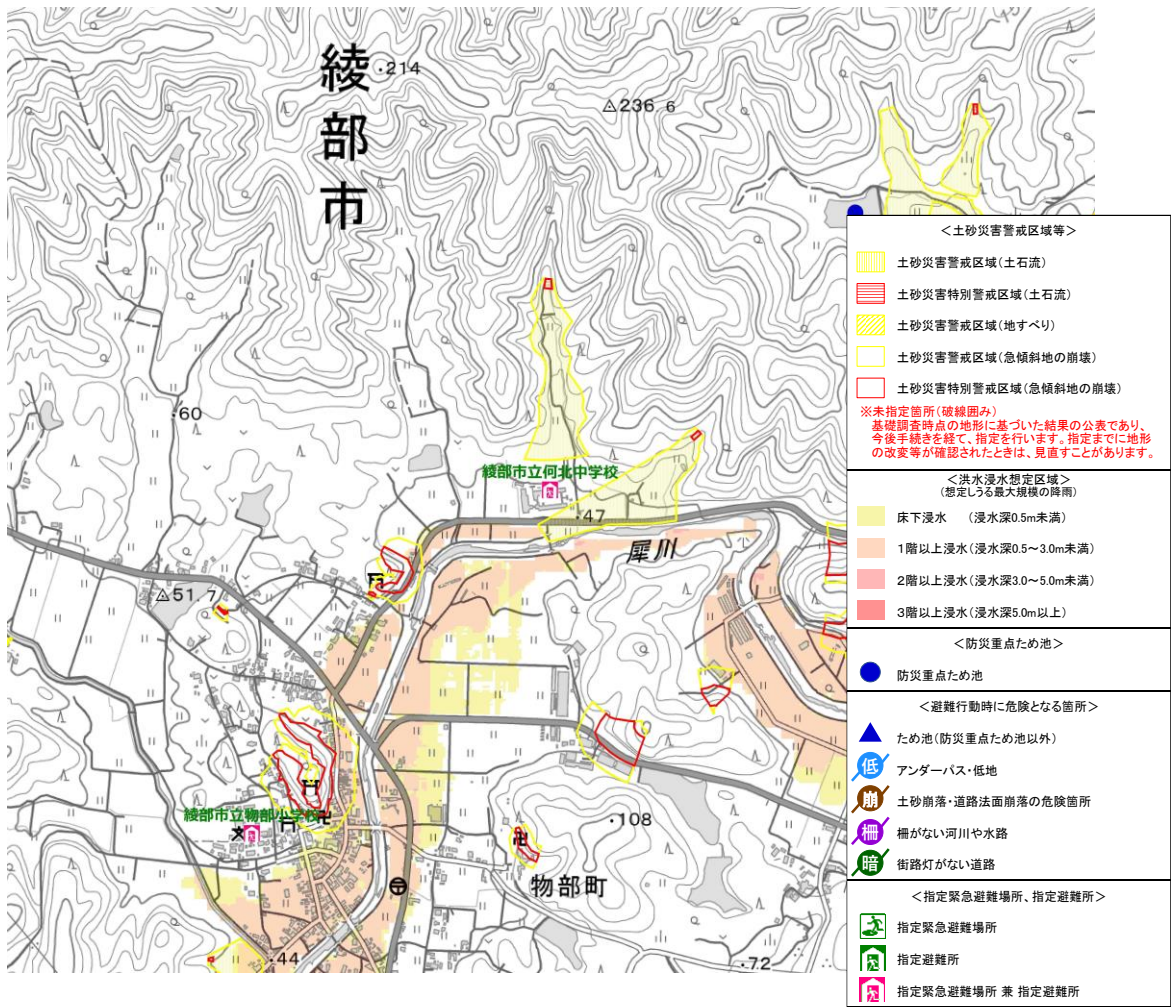 綾部市
・214
△236.6
・60
綾部市立何北中学校
・47
犀川
△51.7
綾部市立物部小学校
・108
物部町
・44
・72
＜土砂災害警戒区域等＞
土砂災害警戒区域（土石流）
土砂災害特別警戒区域（土石流）
土砂災害警戒区域（地すべり）
土砂災害警戒区域（急傾斜地の崩壊）
土砂災害特別警戒区域（急傾斜地の崩壊）
※未指定箇所（破線囲み）
基礎調査時点の地形に基づいた結果の公表であり、
今後手続きを経て、指定を行います。指定までに地形
の改変等が確認されたときは、見直すことがあります。
＜洪水浸水想定区域＞
（想定しうる最大規模の降雨）
床下浸水　（浸水深0.5m未満）
1階以上浸水（浸水深0.5～3.0m未満）
2階以上浸水（浸水深3.0～5.0m未満）
3階以上浸水（浸水深5.0m以上）
＜防災重点ため池＞
防災重点ため池
＜避難行動時に危険となる箇所＞
ため池（防災重点ため池以外）
低 アンダーパス・低地
崩 土砂崩落・道路法面崩落の危険箇所
柵 柵がない河川や水路
暗 街路灯がない道路
＜指定緊急避難場所、指定避難所＞
指定緊急避難場所
指定避難所
指定緊急避難場所 兼 指定避難所